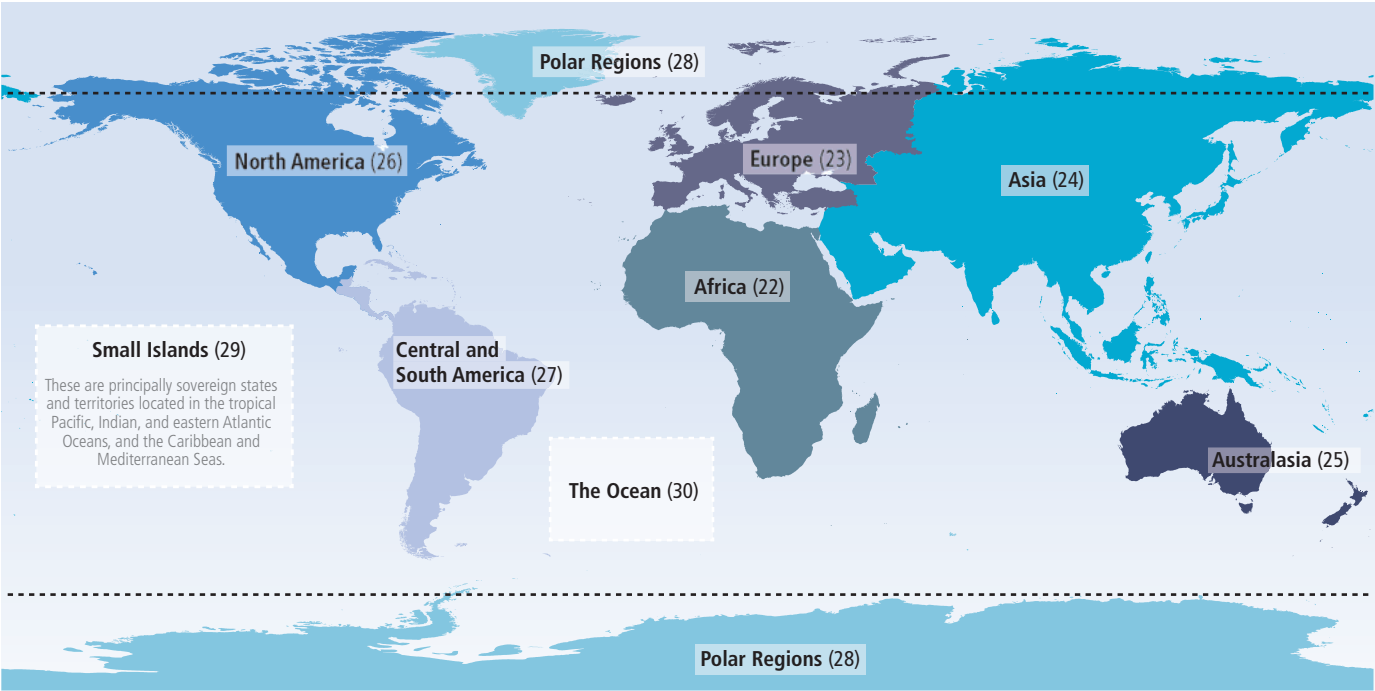 Polar Regions (28)
North America (26)
Europe (23)
Asia (24)
Africa (22)
Small Islands (29)
These are principally sovereign states
and territories located in the tropical
Pacific, Indian, and eastern Atlantic
Oceans, and the Caribbean and
Mediterranean Seas.
Central and
South America (27)
Australasia (25)
The Ocean (30)
Polar Regions (28)